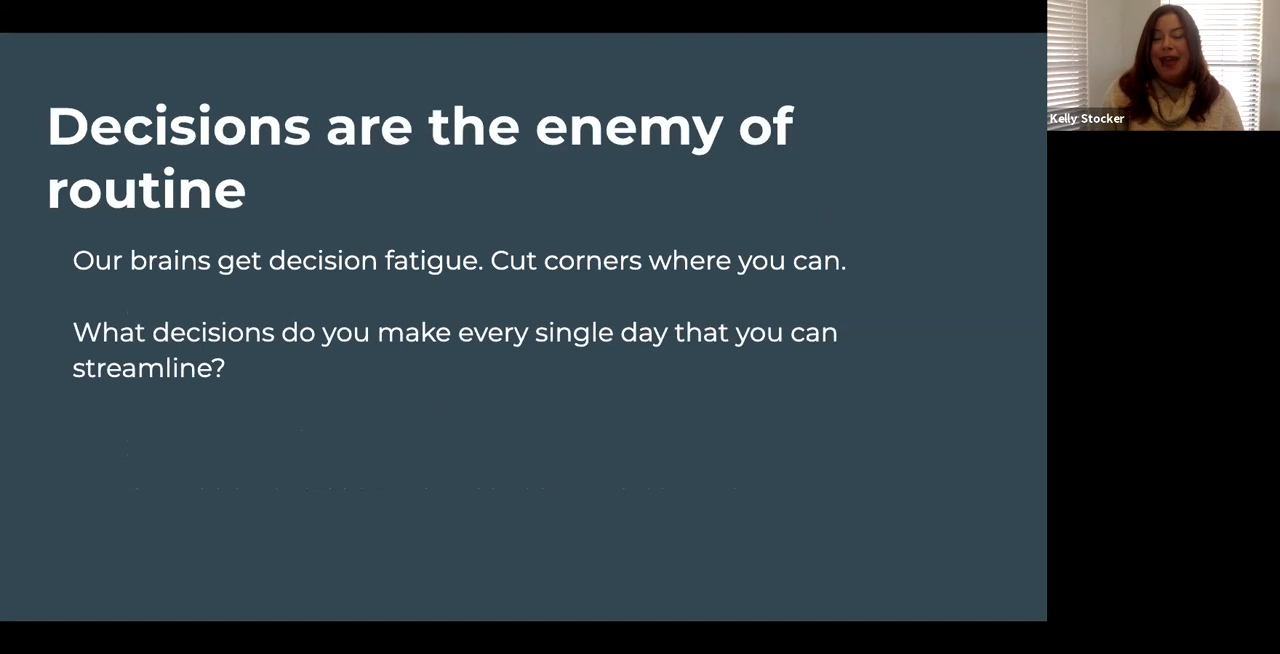 Decisions are the enemy of
routine
Our brains get decision fatigue. Cut corners where you can.
What decisions do you make every single day that you can
streamline?
Kelly Stocker